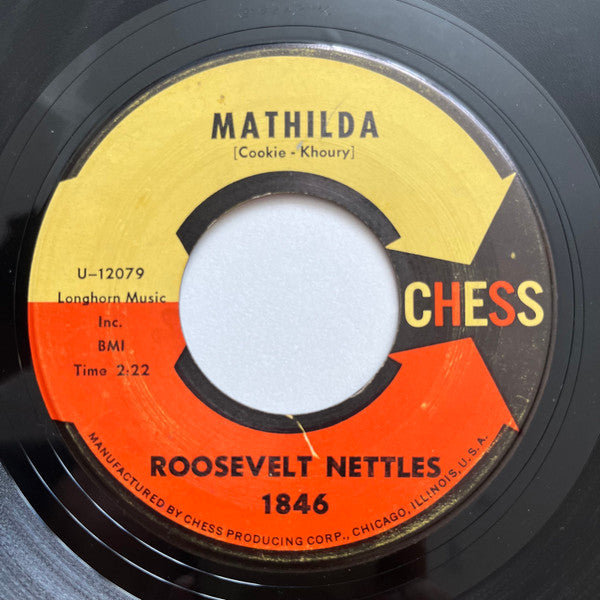 MATHILDA
[Cookie - Khoury]
U-12079
Longhorn Music
Inc.
BMI
Time 2:22
CHESS
ROOSEVELT NETTLES
1846
MANUFACTURED BY CHESS PRODUCING CORP., CHICAGO, ILLINOIS, U.S.A.